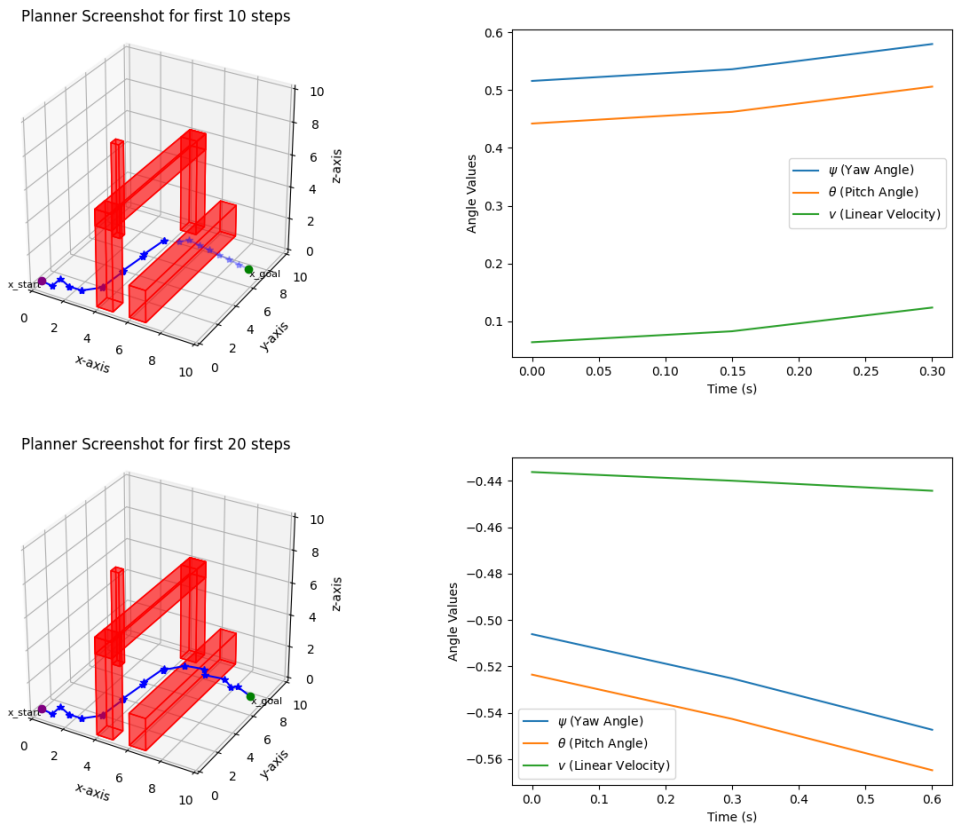 Planner Screenshot for first 10 steps
10
8
6
4
2
0
z-axis
x_start
x_goal
0
2
4
6
8
10
x-axis
0
2
4
6
8
10
y-axis
0.6
0.5
0.4
0.3
0.2
0.1
Angle Values
ψ (Yaw Angle)
θ (Pitch Angle)
v (Linear Velocity)
0.00 0.05 0.10 0.15 0.20 0.25 0.30
Time (s)
Planner Screenshot for first 20 steps
10
8
6
4
2
0
z-axis
x_start
x_goal
0
2
4
6
8
10
x-axis
0
2
4
6
8
10
y-axis
−0.44
−0.46
−0.48
−0.50
−0.52
−0.54
−0.56
Angle Values
ψ (Yaw Angle)
θ (Pitch Angle)
v (Linear Velocity)
0.0 0.1 0.2 0.3 0.4 0.5 0.6
Time (s)